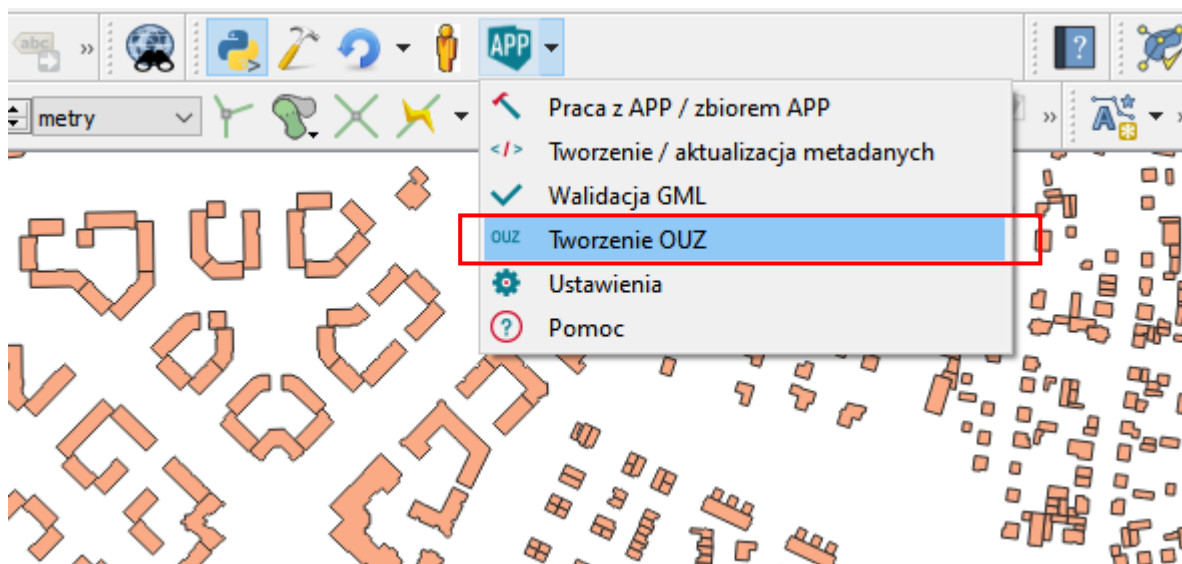 abc
»
APP
?
metry
»
A
Praca z APP / zbiorem APP
</> Tworzenie / aktualizacja metadanych
Walidacja GML
OUZ Tworzenie OUZ
Ustawienia
? Pomoc